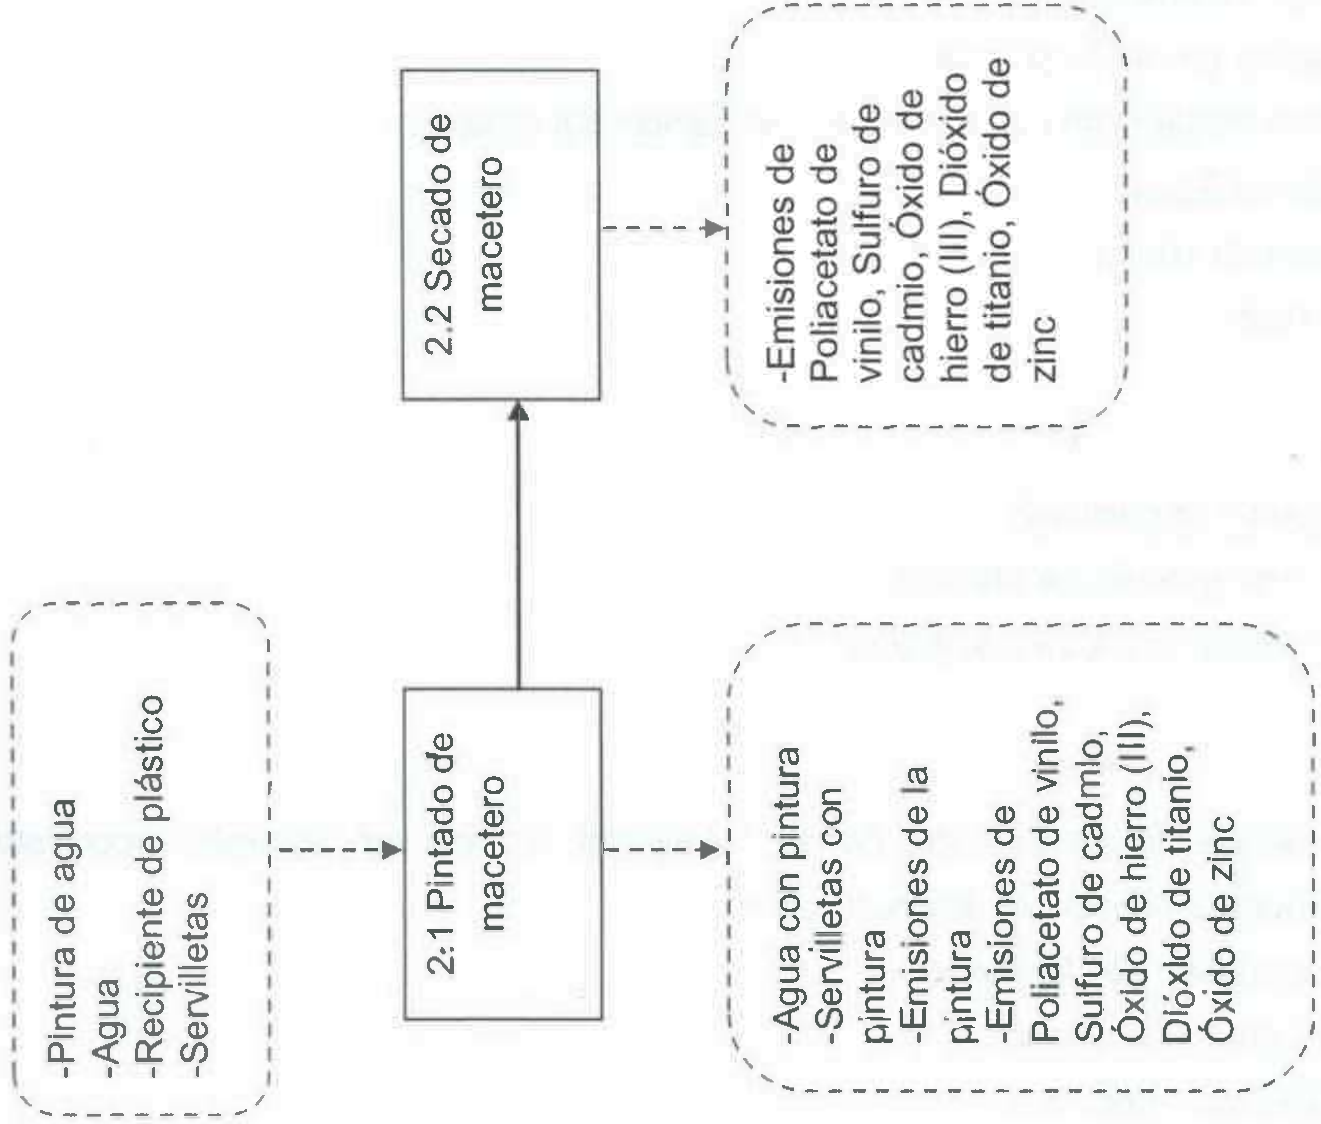 -Pintura de agua
-Agua
-Recipiente de plástico
-Servilletas
2.1 Pintado de
macetero
2.2 Secado de
macetero
-Agua con pintura
-Servilletas con
pintura
-Emisiones de la
pintura
-Emisiones de
Poliacetato de vinilo,
Sulfuro de cadmio,
Óxido de hierro (III),
Dióxido de titanio,
Óxido de zinc
-Emisiones de
Poliacetato de
vinilo, Sulfuro de
cadmio, Óxido de
hierro (III), Dióxido
de titanio, Óxido de
zinc